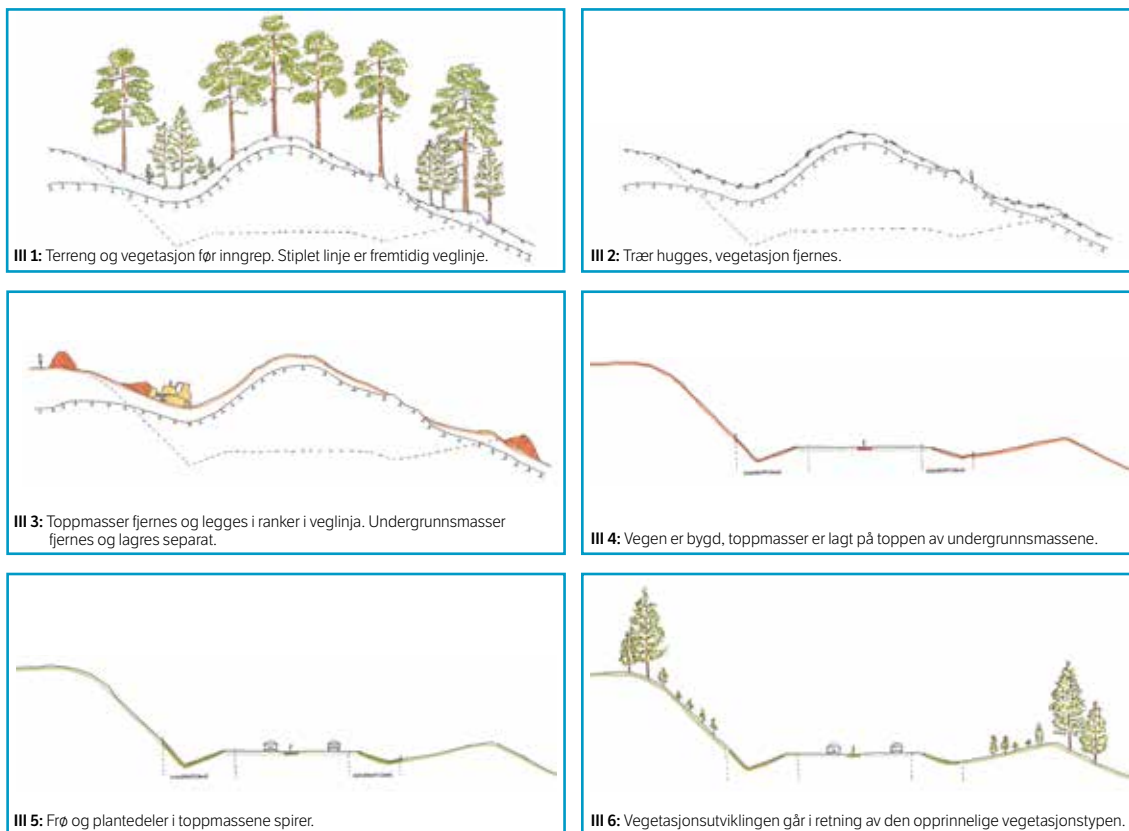 Ill 1: Terreng og vegetasjon før inngrep. Stiplet linje er fremtidig veglinje.
Ill 2: Trær hugges, vegetasjon fjernes.
Ill 3: Toppmasser fjernes og legges i ranker i veglinja. Undergrunnsmasser
fjernes og lagres separat.
Ill 4: Vegen er bygd, toppmasser er lagt på toppen av undergrunnsmassene.
Ill 5: Frø og plantedeler i toppmassene spirer.
Ill 6: Vegetasjonsutviklingen går i retning av den opprinnelige vegetasjonstypen.